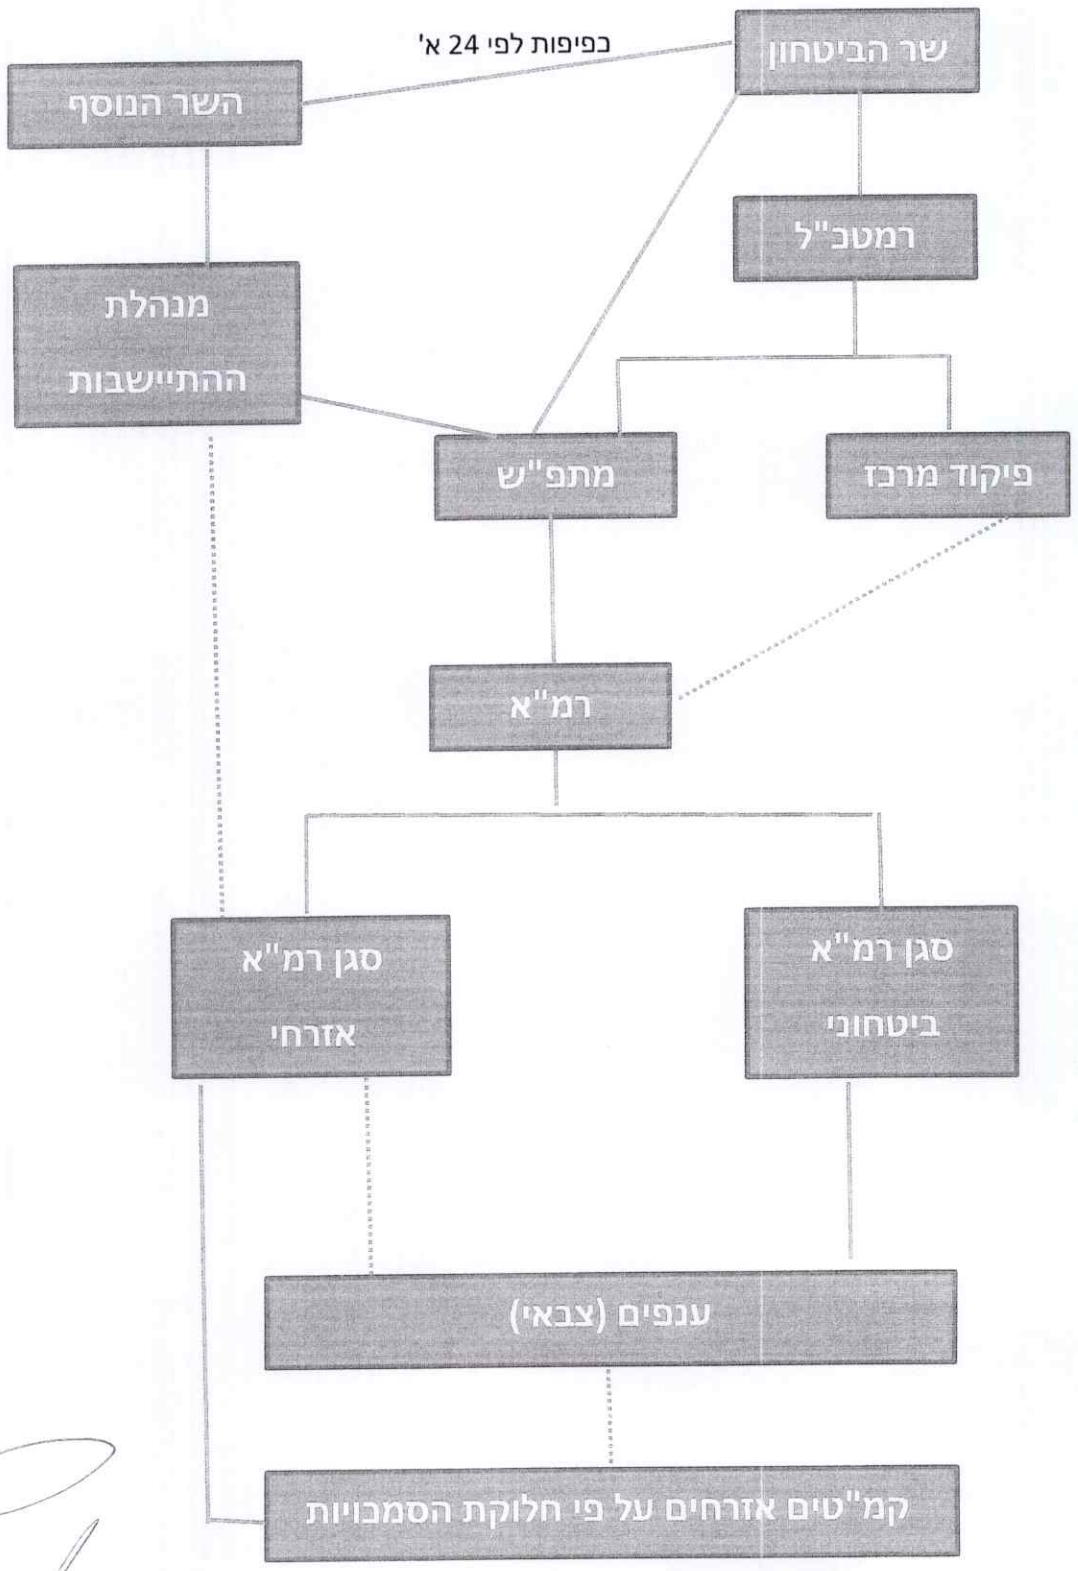 שר הביטחון
כפיפות לפי 24 א'
השר הנוסף
רמטכ"ל
מנהלת
ההתיישבות
פיקוד מרכז
מתפ"ש
רמ"א
סגן רמ"א
ביטחוני
סגן רמ"א
אזרחי
ענפים (צבאי)
קמ"טים אזרחים על פי חלוקת הסמכויות